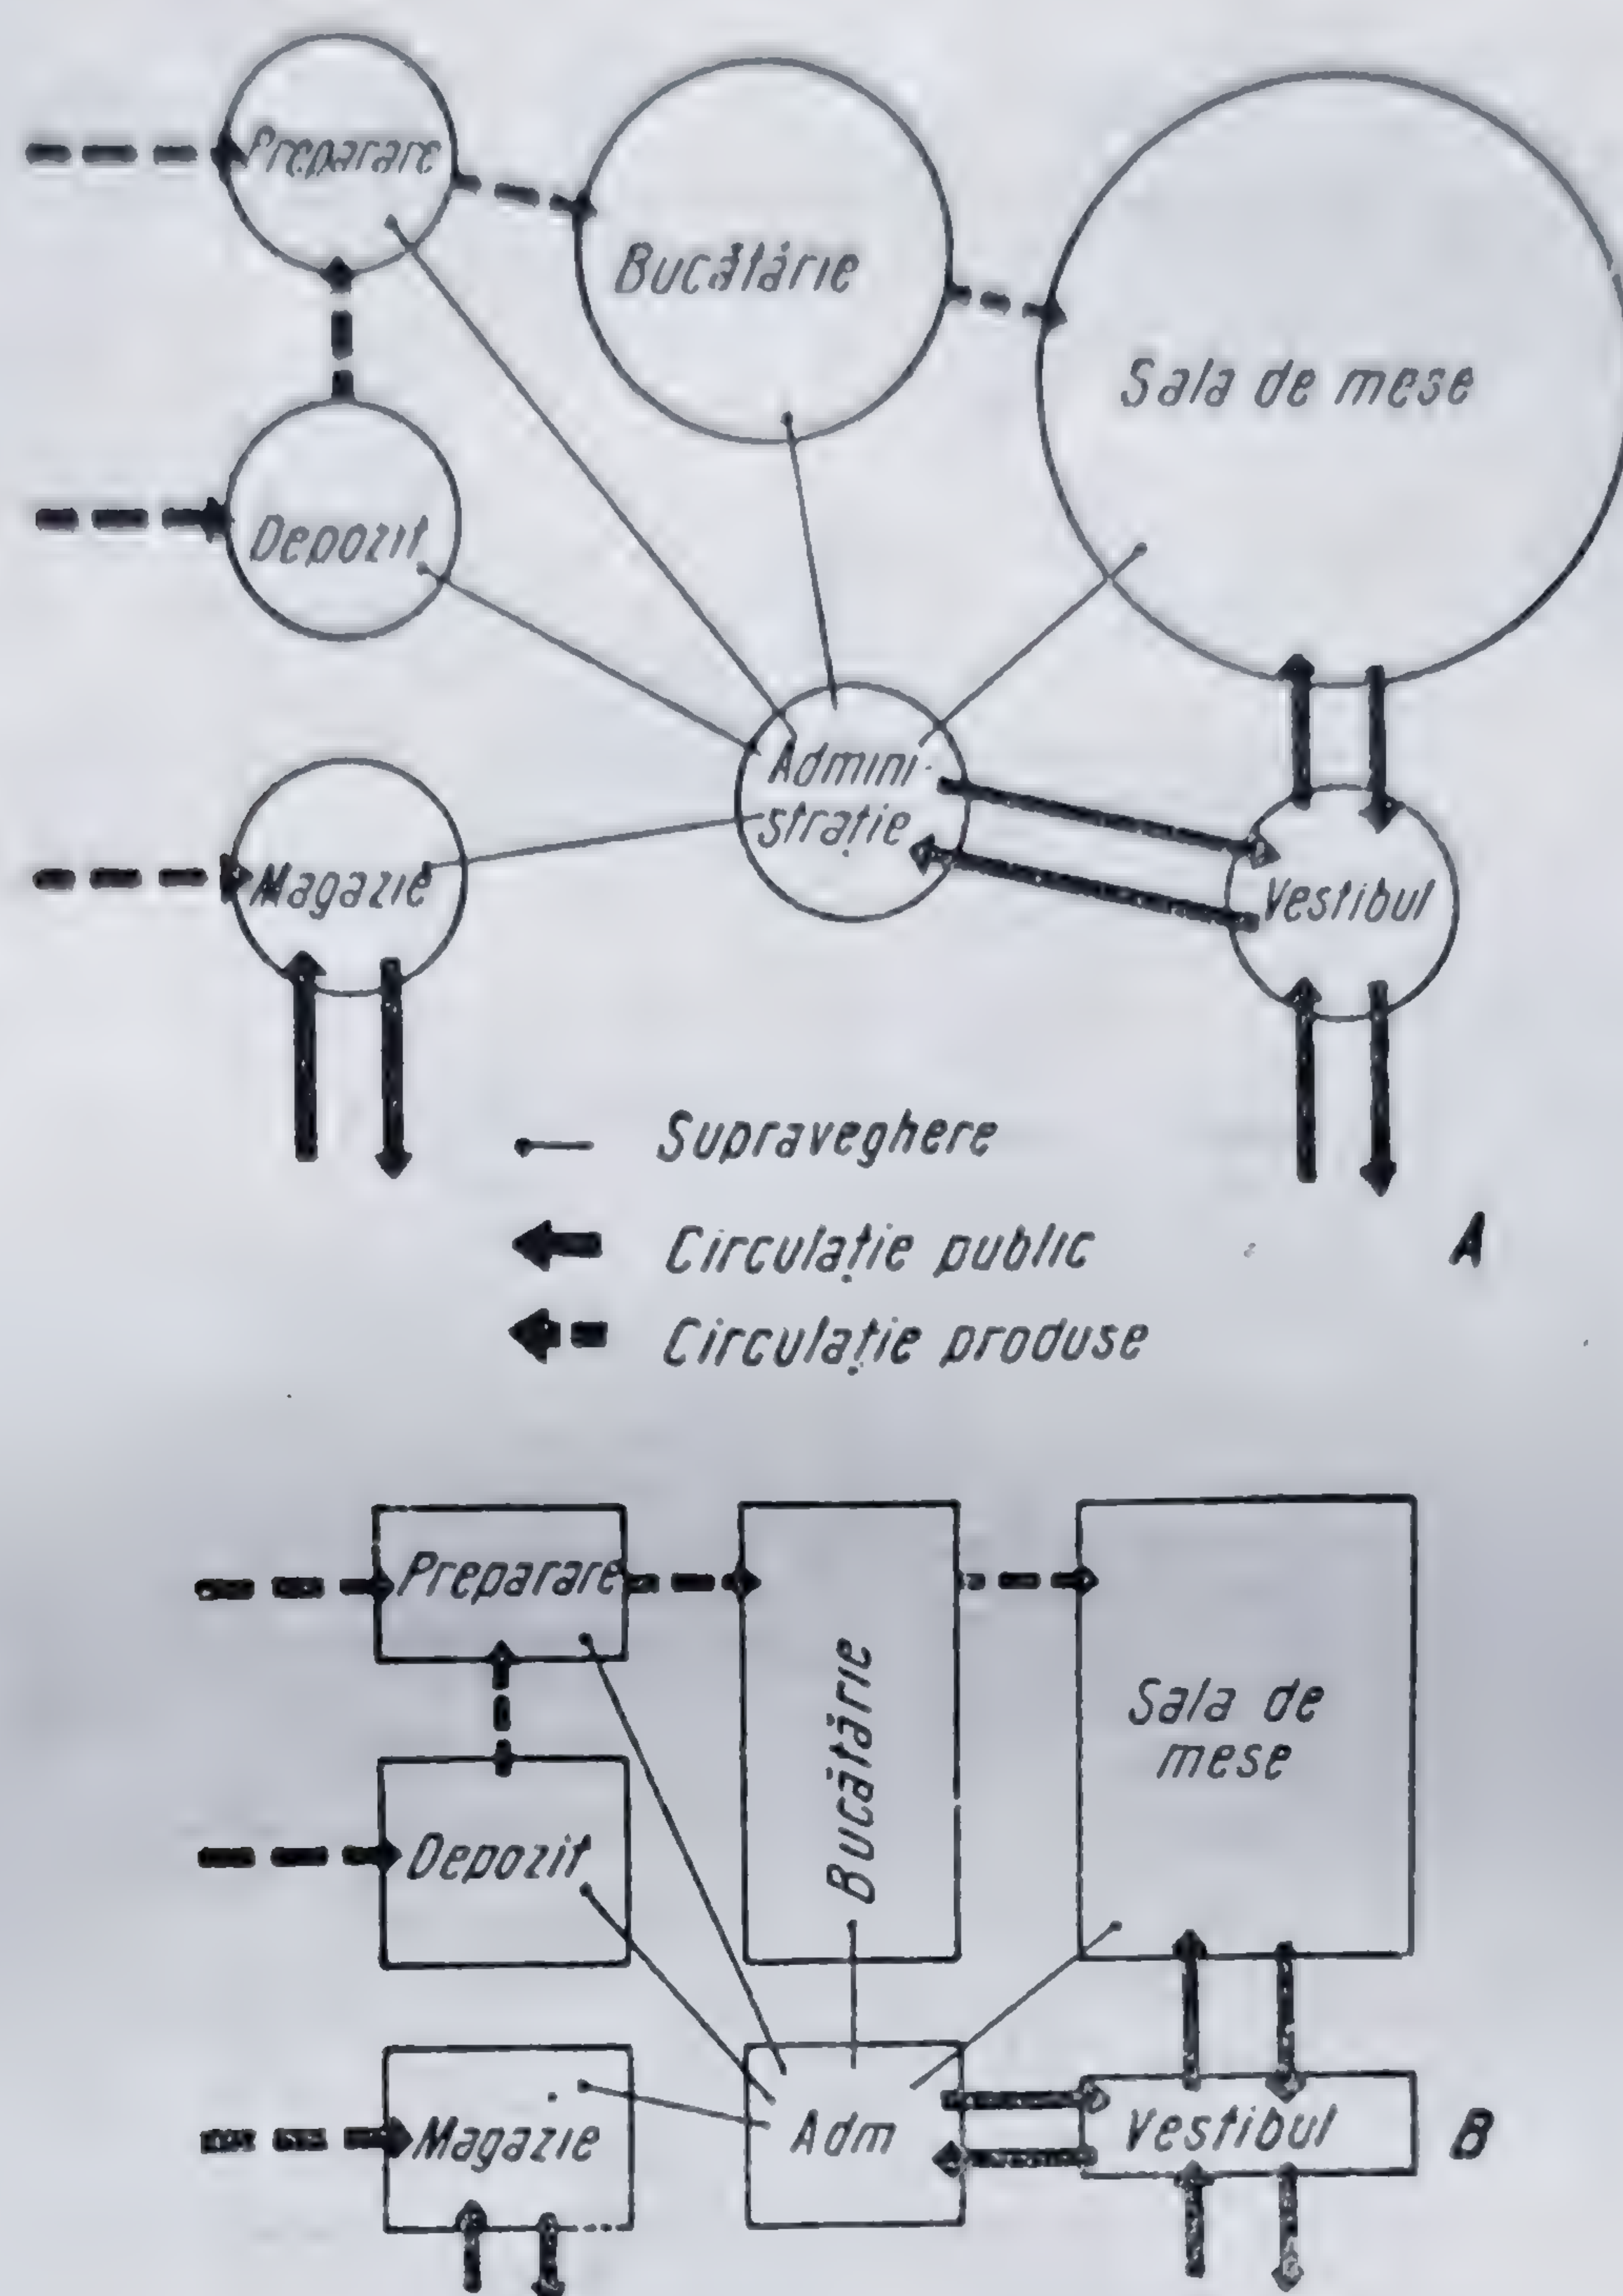 Preparare
Bucătărie
Sala de mese
Depozit
Admini-
strație
Magazie
Vestibul
Supraveghere
Circulație public
A
Circulație produse
Preparare
Bucătărie
Sala de
mese
Depozit
Magazie
Adm
Vestibul
B